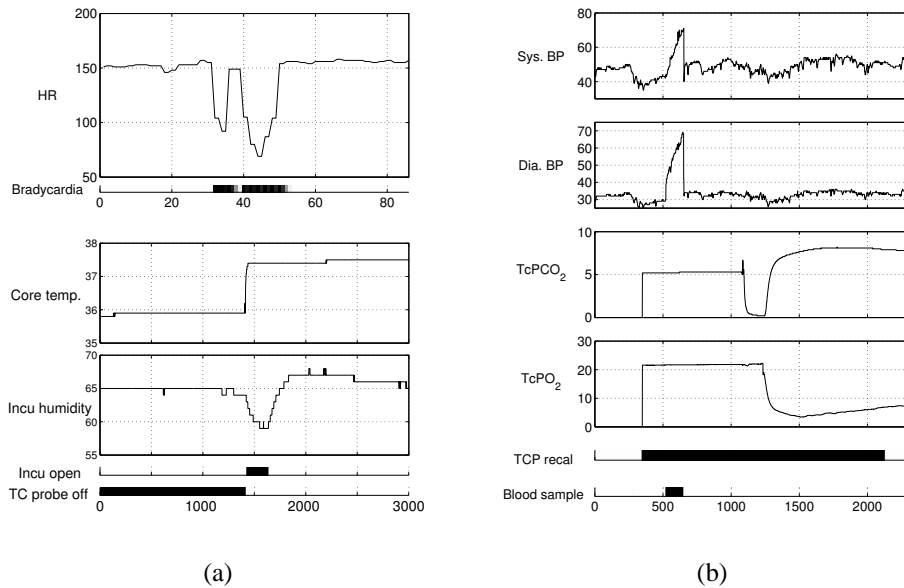 200
150
HR
100
50
Bradycardia
0 20 40 60 80
38
37
Core temp.
36
35
70
65
Incu humidity
60
55
Incu open
TC probe off
0 1000 2000 3000
(a)
60
Sys. BP
40
70
60
Dia. BP
50
40
30
10
TcPCO2
5
0
30
20
TcPO2
10
0
TCP recal
Blood sample
0 500 1000 1500 2000
(b)